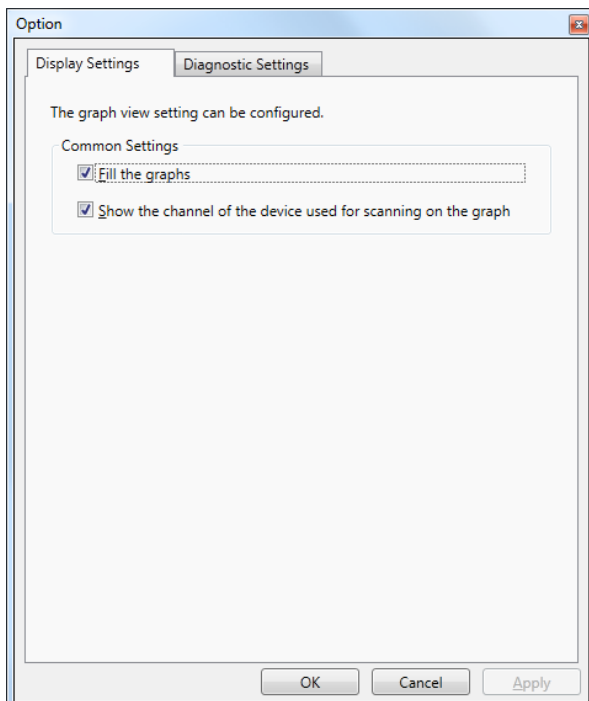 Option
Display Settings
Diagnostic Settings
The graph view setting can be configured.
Common Settings
Fill the graphs
Show the channel of the device used for scanning on the graph
OK
Cancel
Apply